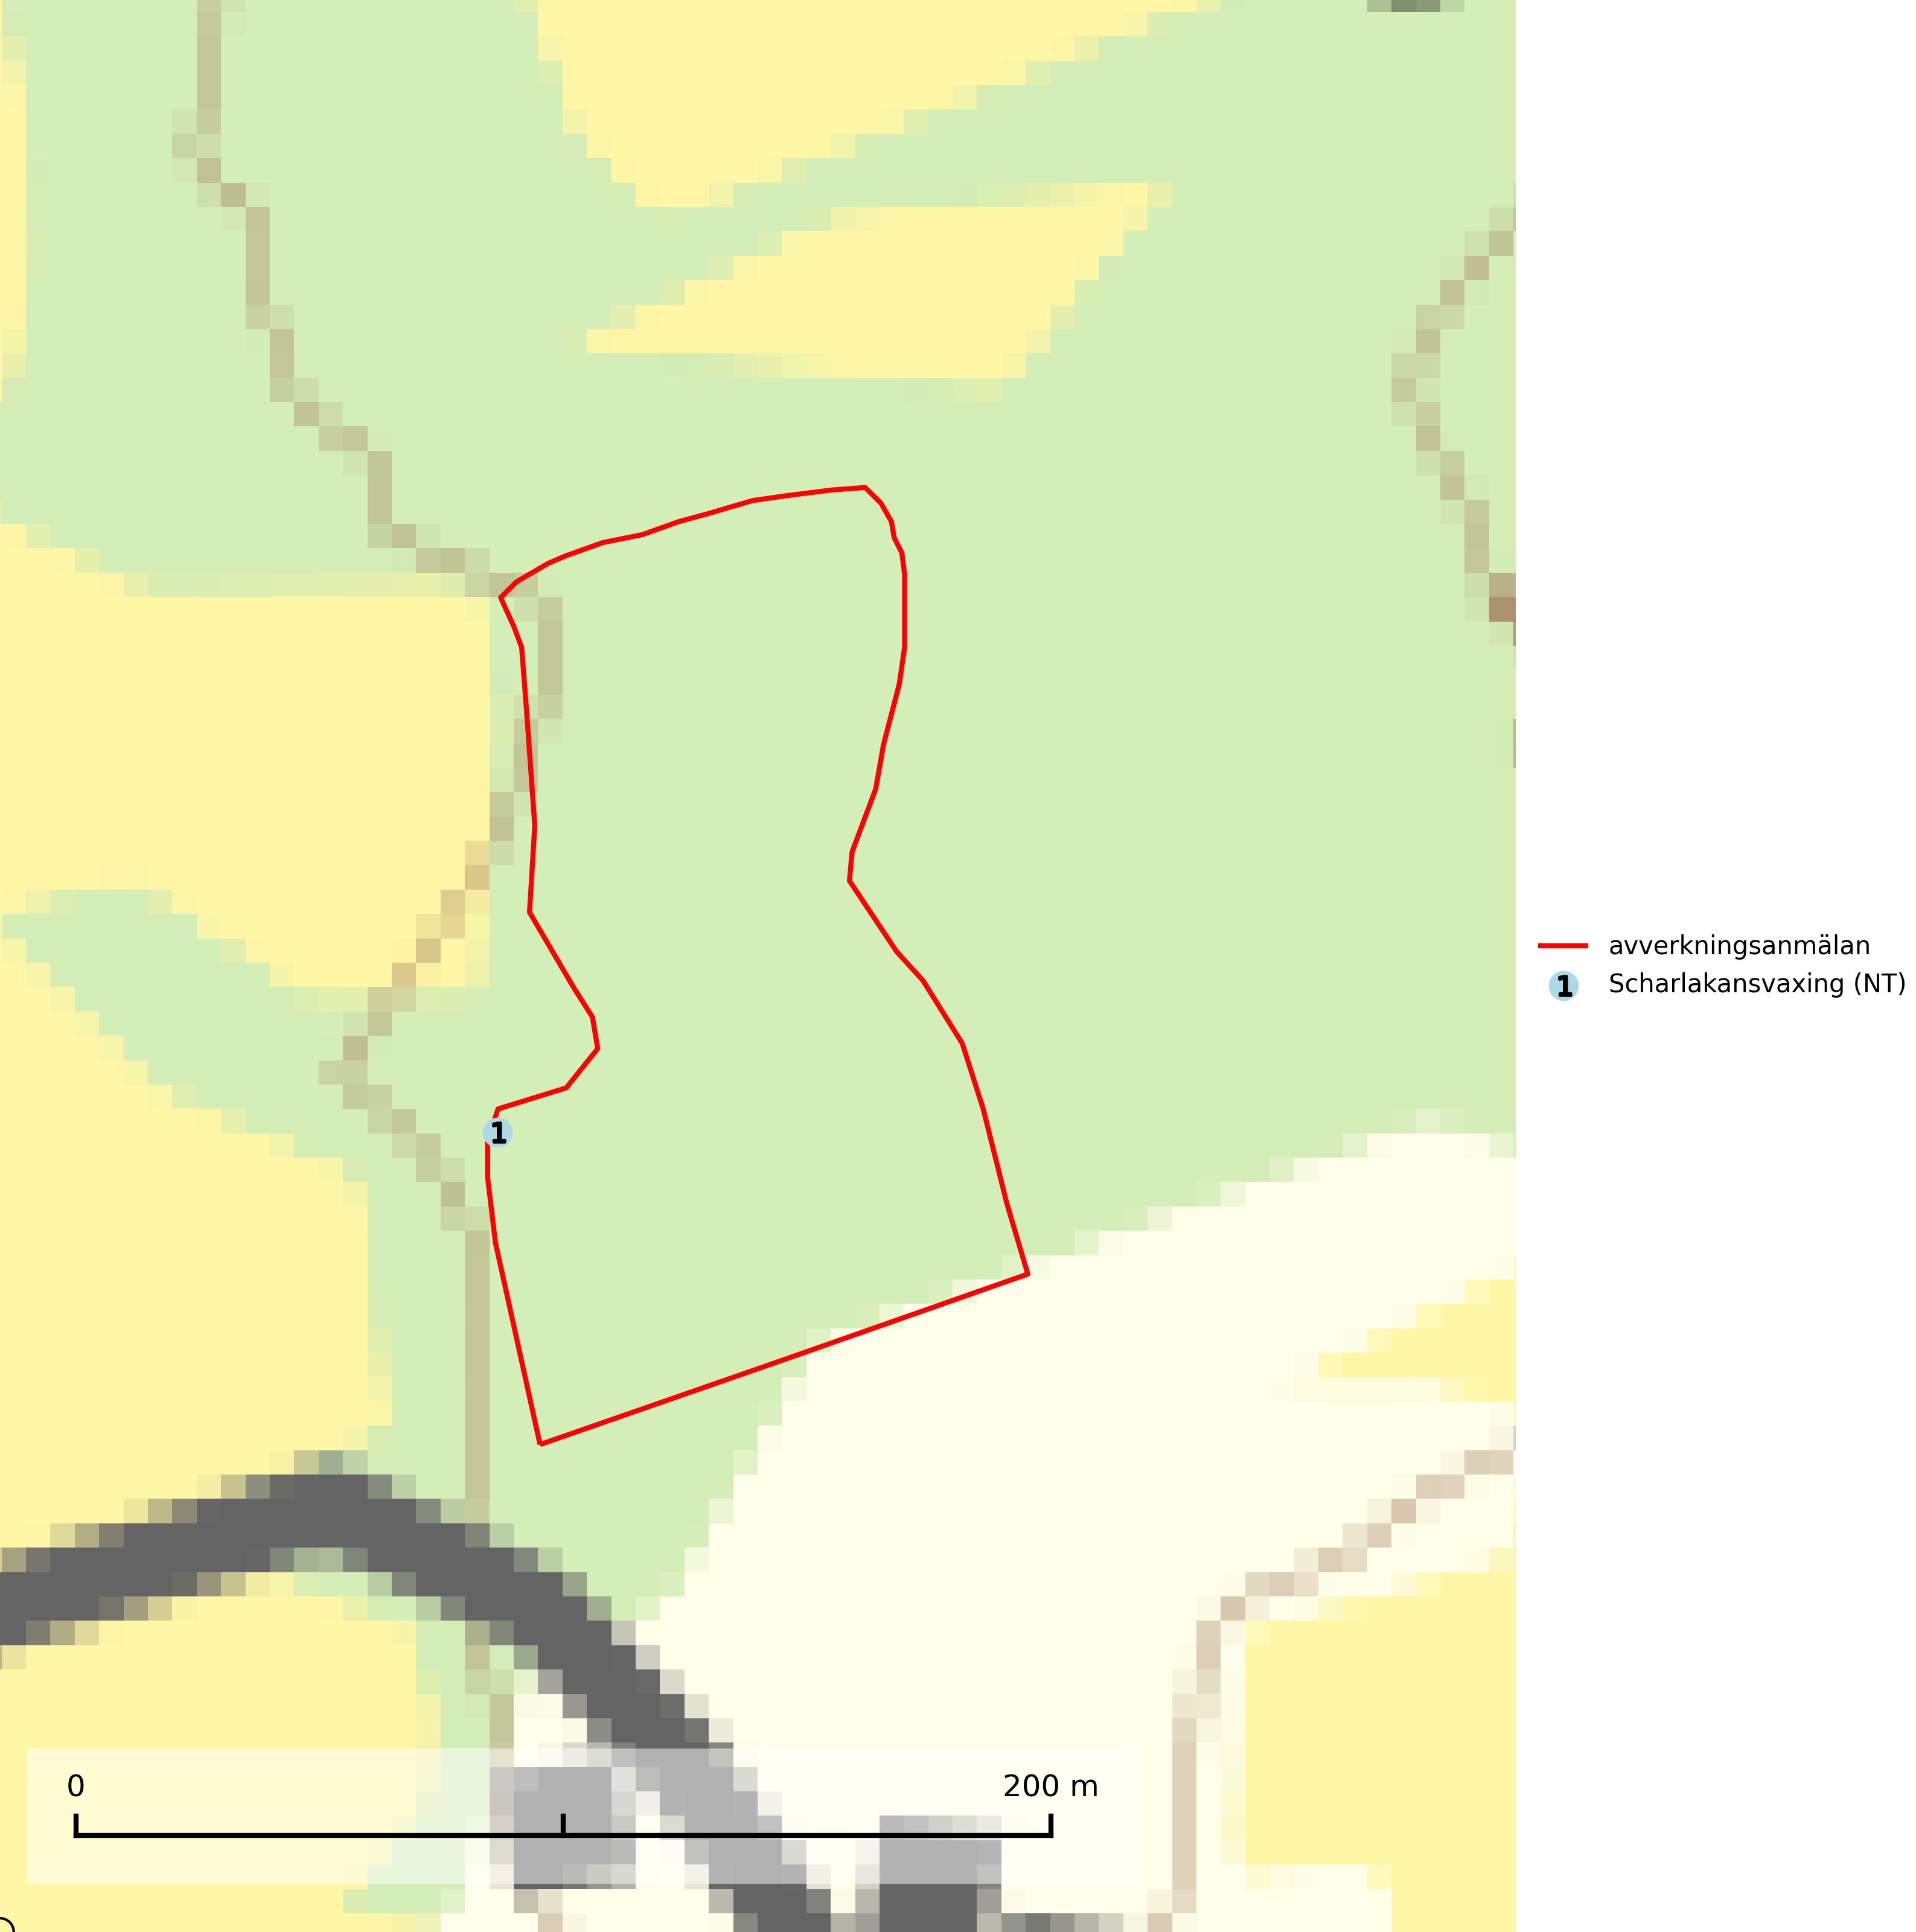 avverkningsanmälan
1 Scharlakansvaxing (NT)
1
0 200 m